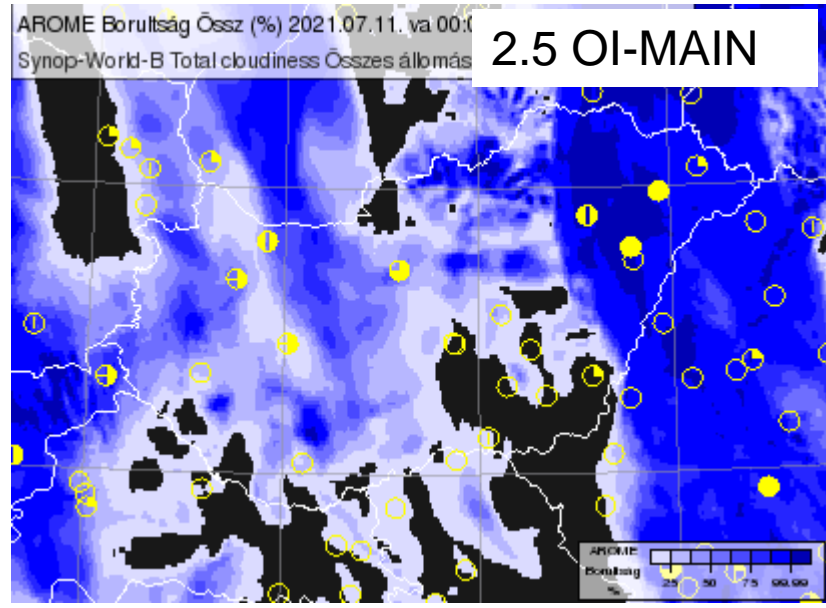 AROME Borultság Össz (%) 2021.07.11. va 00:0
2.5 OI-MAIN
Synop-World-B Total cloudiness Összes állomás
AROME
Borultság
%
25 50 75 99.99